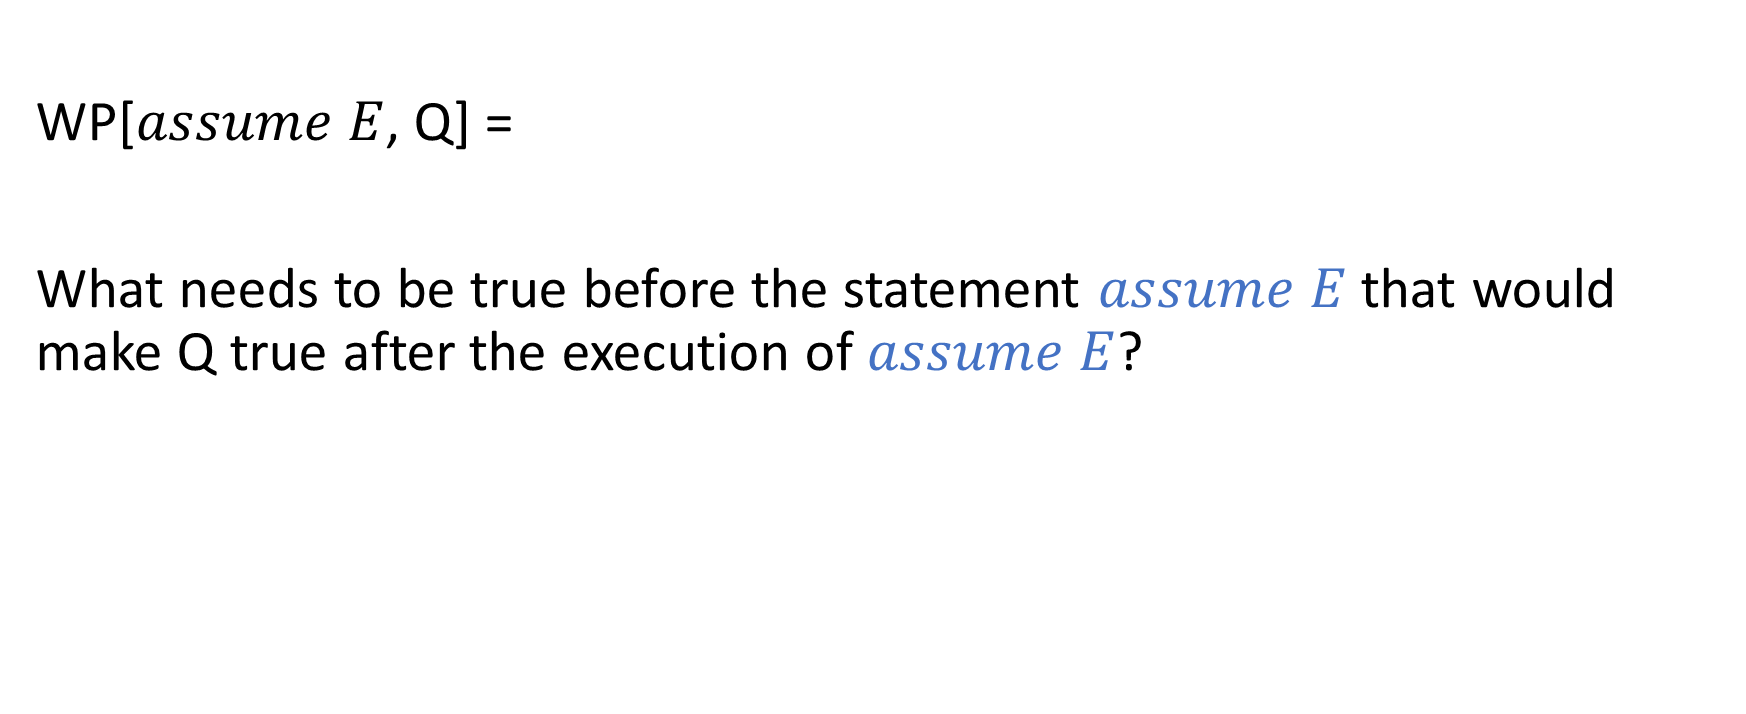 WP[assume E, Q] =
What needs to be true before the statement assume E that would
make Q true after the execution of assume E?